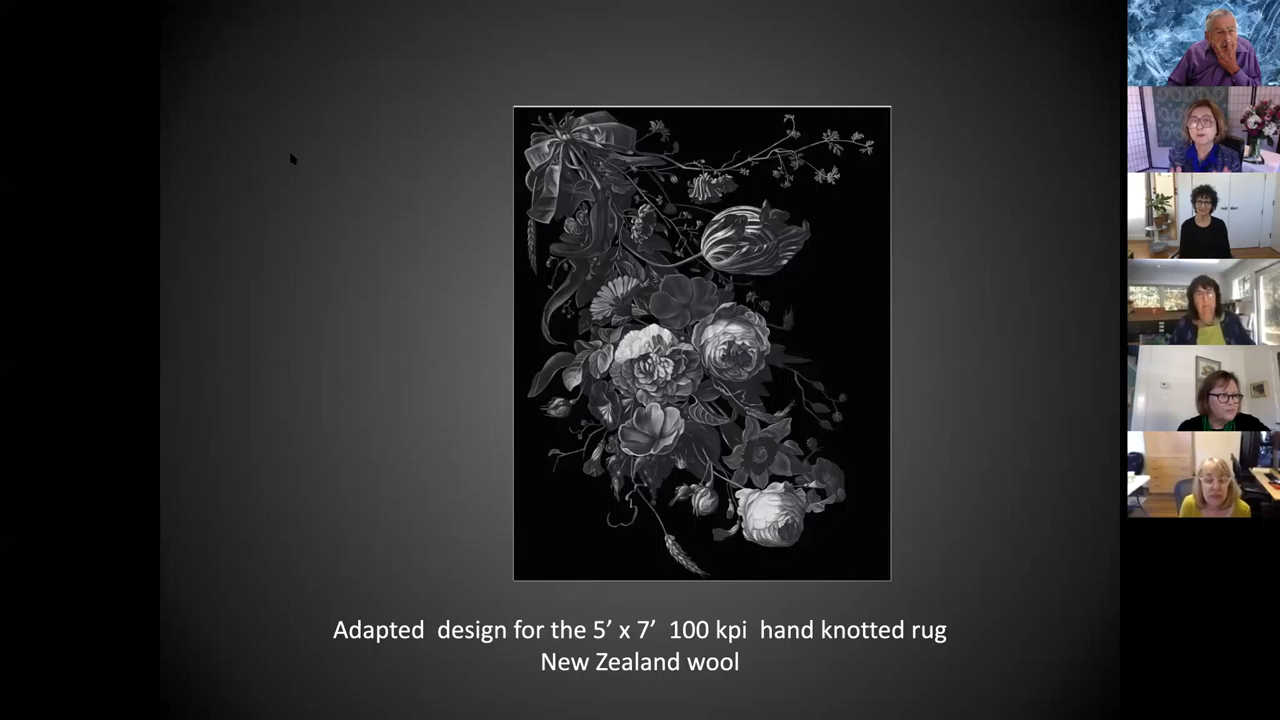 Adapted design for the 5’ x 7’ 100 kpi hand knotted rug
New Zealand wool